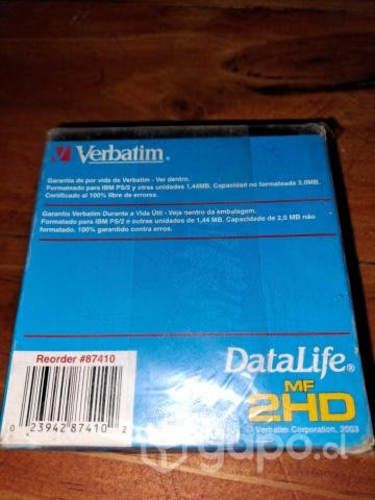 Verbatim®
Garantía de por vida de Verbatim - Ver dentro.
Formateado para IBM PS/2 y otras unidades 1,44MB. Capacidad no formateada 2,0MB.
Certificado al 100% libre de errores.
Garantia Verbatim Durante a Vida Útil - Veja dentro da embalagem.
Formatado para IBM PS/2 e outras unidades de 1,44 MB. Capacidade de 2,0 MB não
formatado. 100% garantido contra erros.
Reorder #87410
0 23942 87410 2
DataLife®
MF
2HD
© Verbatim Corporation, 2003
yapo.cl